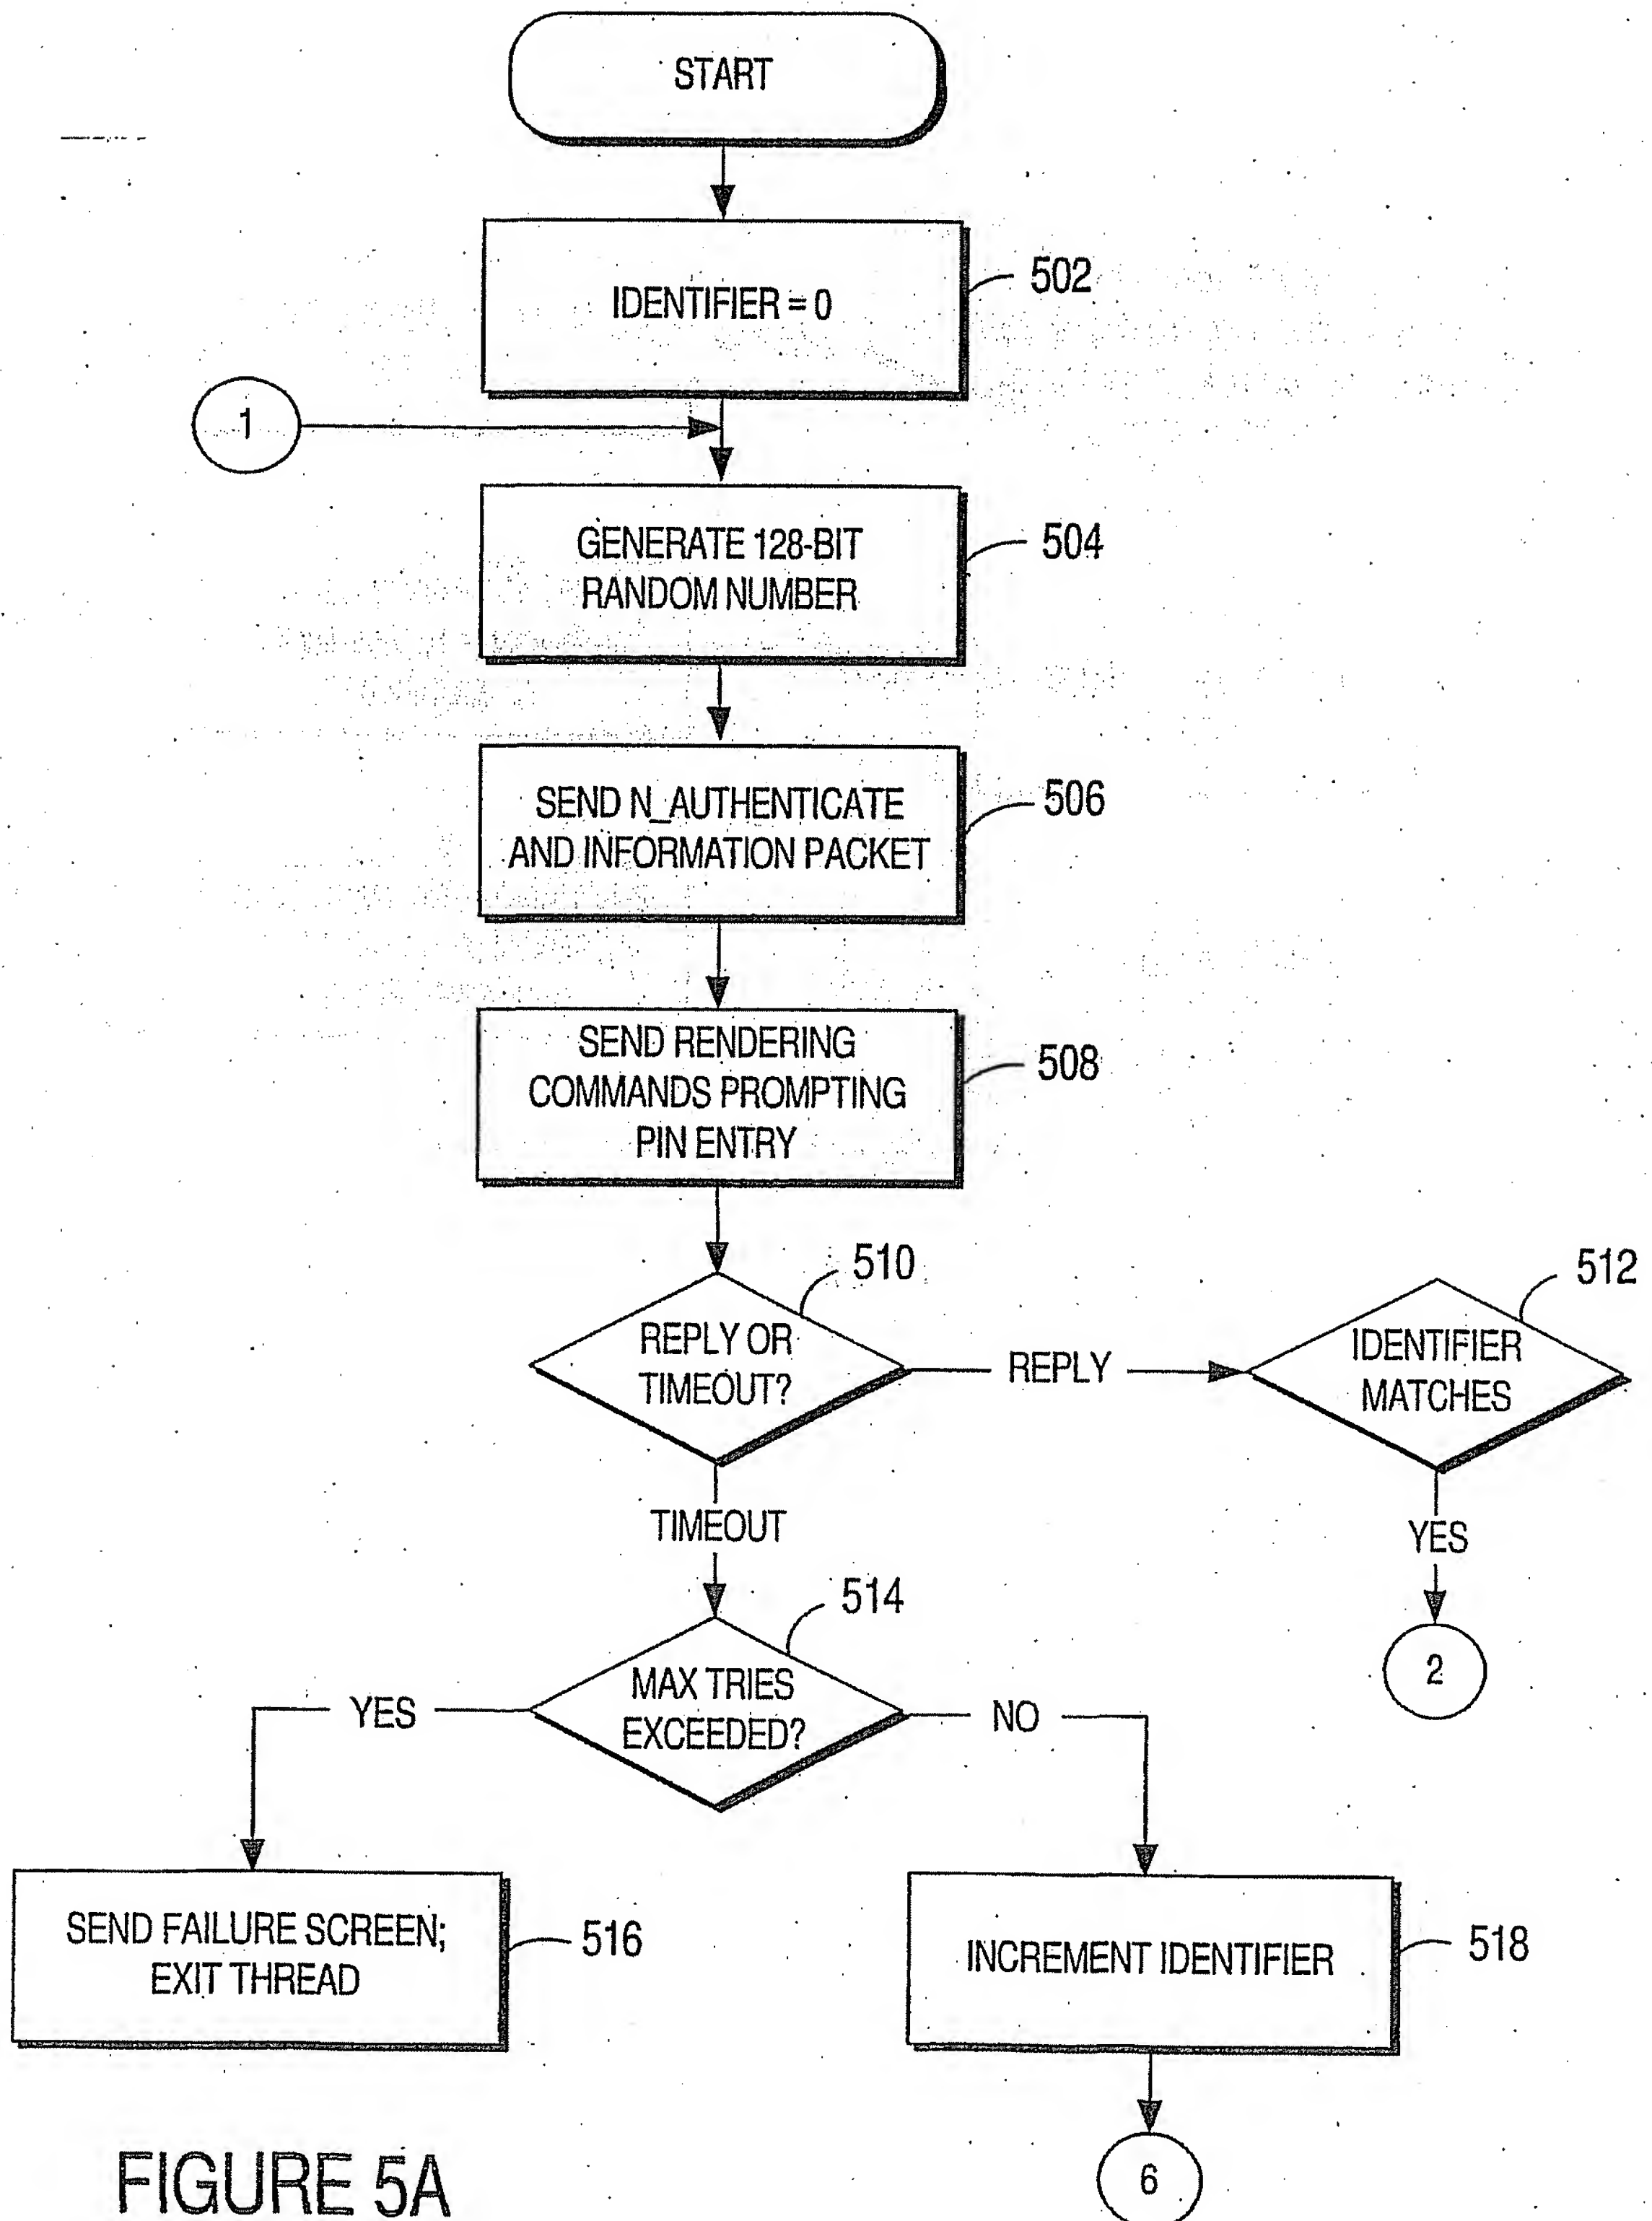 START
IDENTIFIER = 0
502
1
GENERATE 128-BIT
RANDOM NUMBER
504
SEND N_AUTHENTICATE
AND INFORMATION PACKET
506
SEND RENDERING
COMMANDS PROMPTING
PIN ENTRY
508
510
REPLY OR
TIMEOUT?
REPLY
512
IDENTIFIER
MATCHES
TIMEOUT
YES
2
514
MAX TRIES
EXCEEDED?
YES
NO
SEND FAILURE SCREEN;
EXIT THREAD
516
INCREMENT IDENTIFIER
518
6
FIGURE 5A